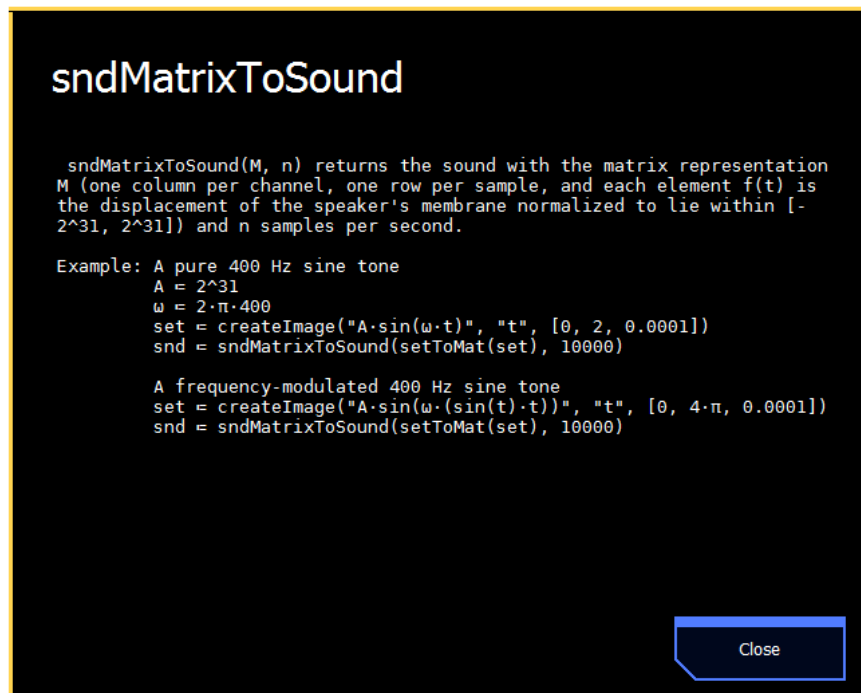 sndMatrixToSound
sndMatrixToSound(M, n) returns the sound with the matrix representation
M (one column per channel, one row per sample, and each element f(t) is
the displacement of the speaker's membrane normalized to lie within [-
2^31, 2^31]) and n samples per second.
Example: A pure 400 Hz sine tone
A ≔ 2^31
ω ≔ 2·π·400
set ≔ createImage("A·sin(ω·t)", "t", [0, 2, 0.0001])
snd ≔ sndMatrixToSound(setToMat(set), 10000)
A frequency-modulated 400 Hz sine tone
set ≔ createImage("A·sin(ω·(sin(t)·t))", "t", [0, 4·π, 0.0001])
snd ≔ sndMatrixToSound(setToMat(set), 10000)
Close